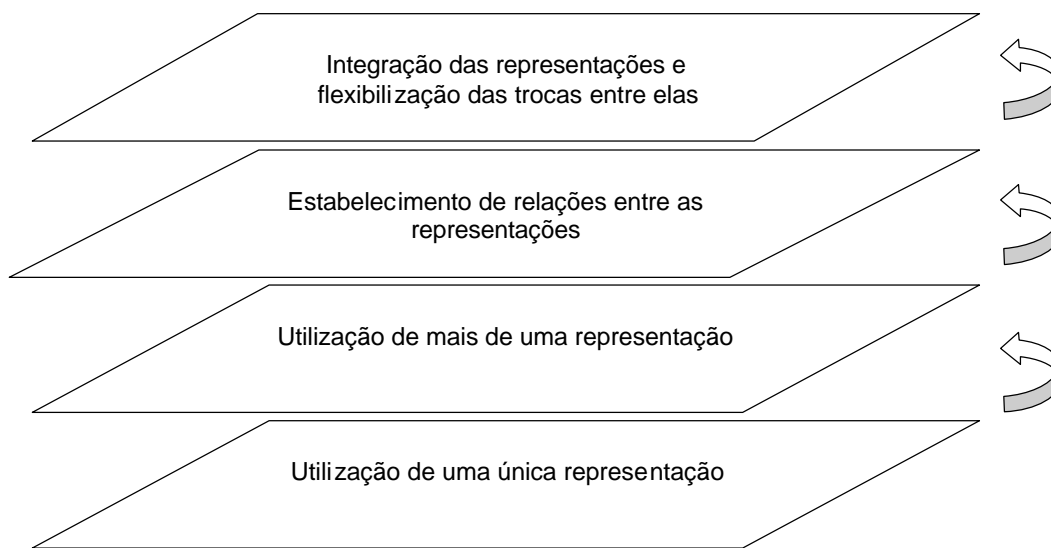 Integração das representações e
flexibilização das trocas entre elas
Estabelecimento de relações entre as
representações
Utilização de mais de uma representação
Utilização de uma única representação